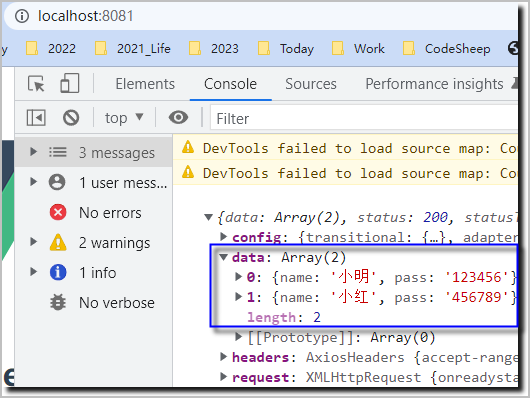 localhost:8081
2022 2021_Life 2023 Today Work CodeSheep
Elements Console Sources Performance insights
top Filter
3 messages
1 user mess...
No errors
2 warnings
1 info
No verbose
DevTools failed to load source map: Co
DevTools failed to load source map: Co
{data: Array(2), status: 200, statusT
config: {transitional: {…}, adapter
data: Array(2)
0: {name: '小明', pass: '123456'}
1: {name: '小红', pass: '456789'}
length: 2
[[Prototype]]: Array(0)
headers: AxiosHeaders {accept-range
request: XMLHttpRequest {onreadysta